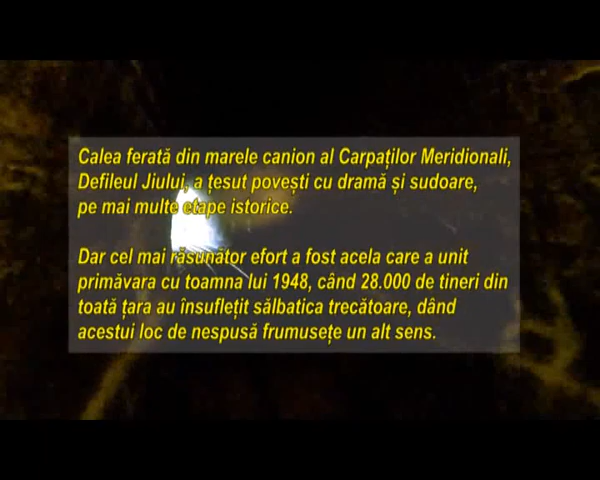 Calea ferată din marele canion al Carpaților Meridionali,
Defileul Jiului, a țesut povești cu dramă și sudoare,
pe mai multe etape istorice.
Dar cel mai răsunător efort a fost acela care a unit
primăvara cu toamna lui 1948, când 28.000 de tineri din
toată țara au însuflețit sălbatica trecătoare, dând
acestui loc de nespusă frumusețe un alt sens.